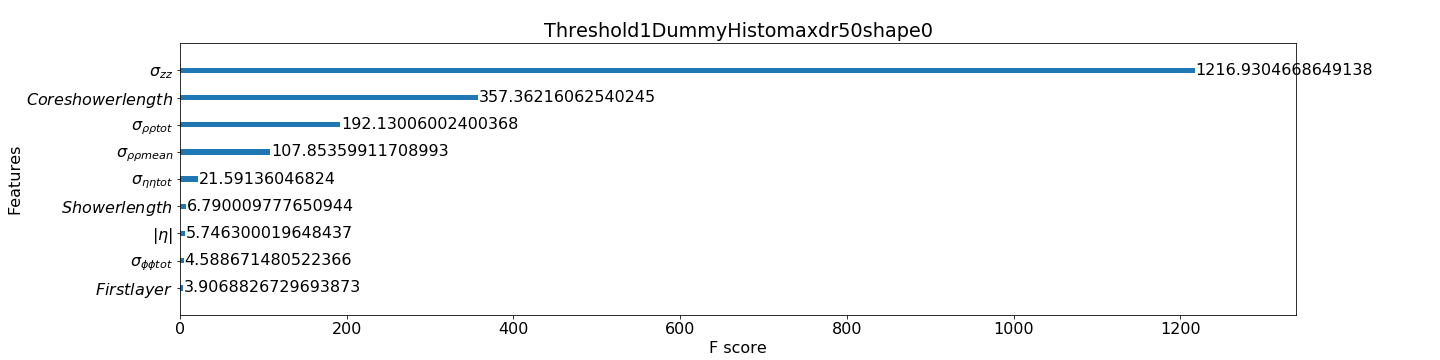 Threshold1DummyHistomaxdr50shape0
σzz 1216.9304668649138
Coreshowerlength 357.36216062540245
σρρtot 192.13006002400368
σρρmean 107.85359911708993
σηηtot 21.59136046824
Showerlength 6.790009777650944
|η| 5.746300019648437
σϕϕtot 4.588671480522366
Firstlayer 3.9068826729693873
Features
0 200 400 600 800 1000 1200
F score